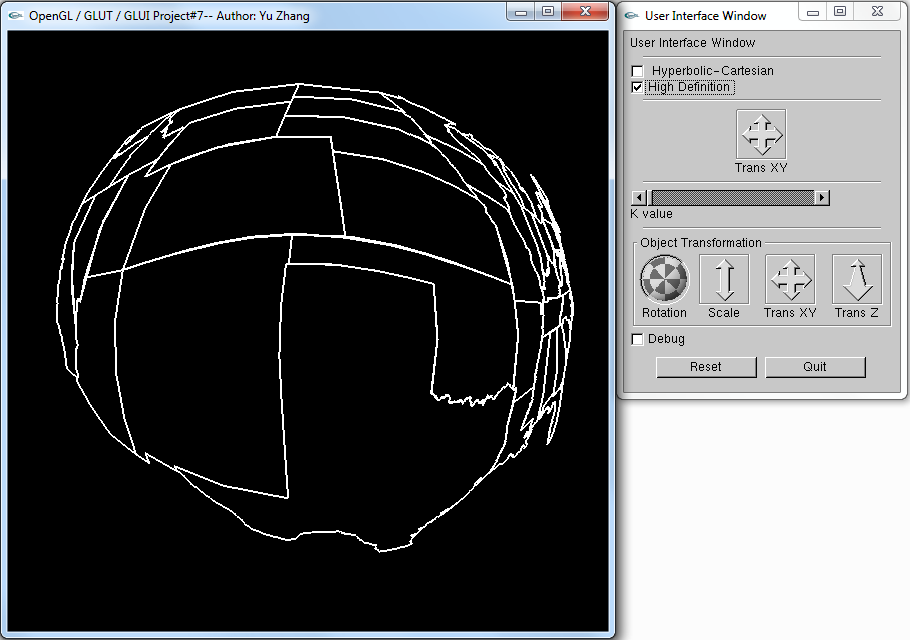 OpenGL / GLUT / GLUI Project#7-- Author: Yu Zhang
User Interface Window
User Interface Window
Hyperbolic-Cartesian
High Definition
Trans XY
K value
Object Transformation
Rotation Scale Trans XY Trans Z
Debug
Reset Quit